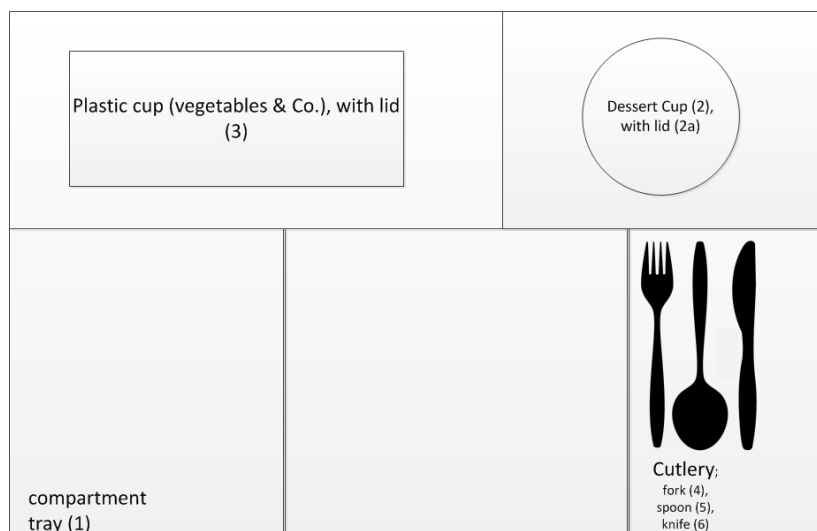 Plastic cup (vegetables & Co.), with lid
(3)
Dessert Cup (2),
with lid (2a)
Cutlery;
fork (4),
spoon (5),
knife (6)
compartment
tray (1)